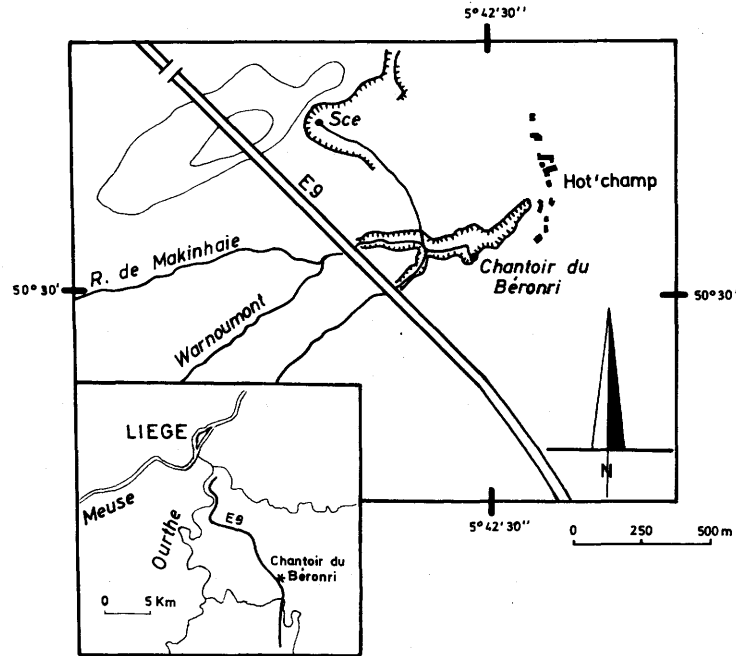 5° 42' 30''
Sce
E9
Hot'champ
R. de Makinhaie
Chantoir du
Béronri
50° 30'
50° 30'
Warnoumont
N
LIEGE
Meuse
Ourthe
E9
Chantoir du
Béronri
0 5 Km
5° 42' 30''
0 250 500 m